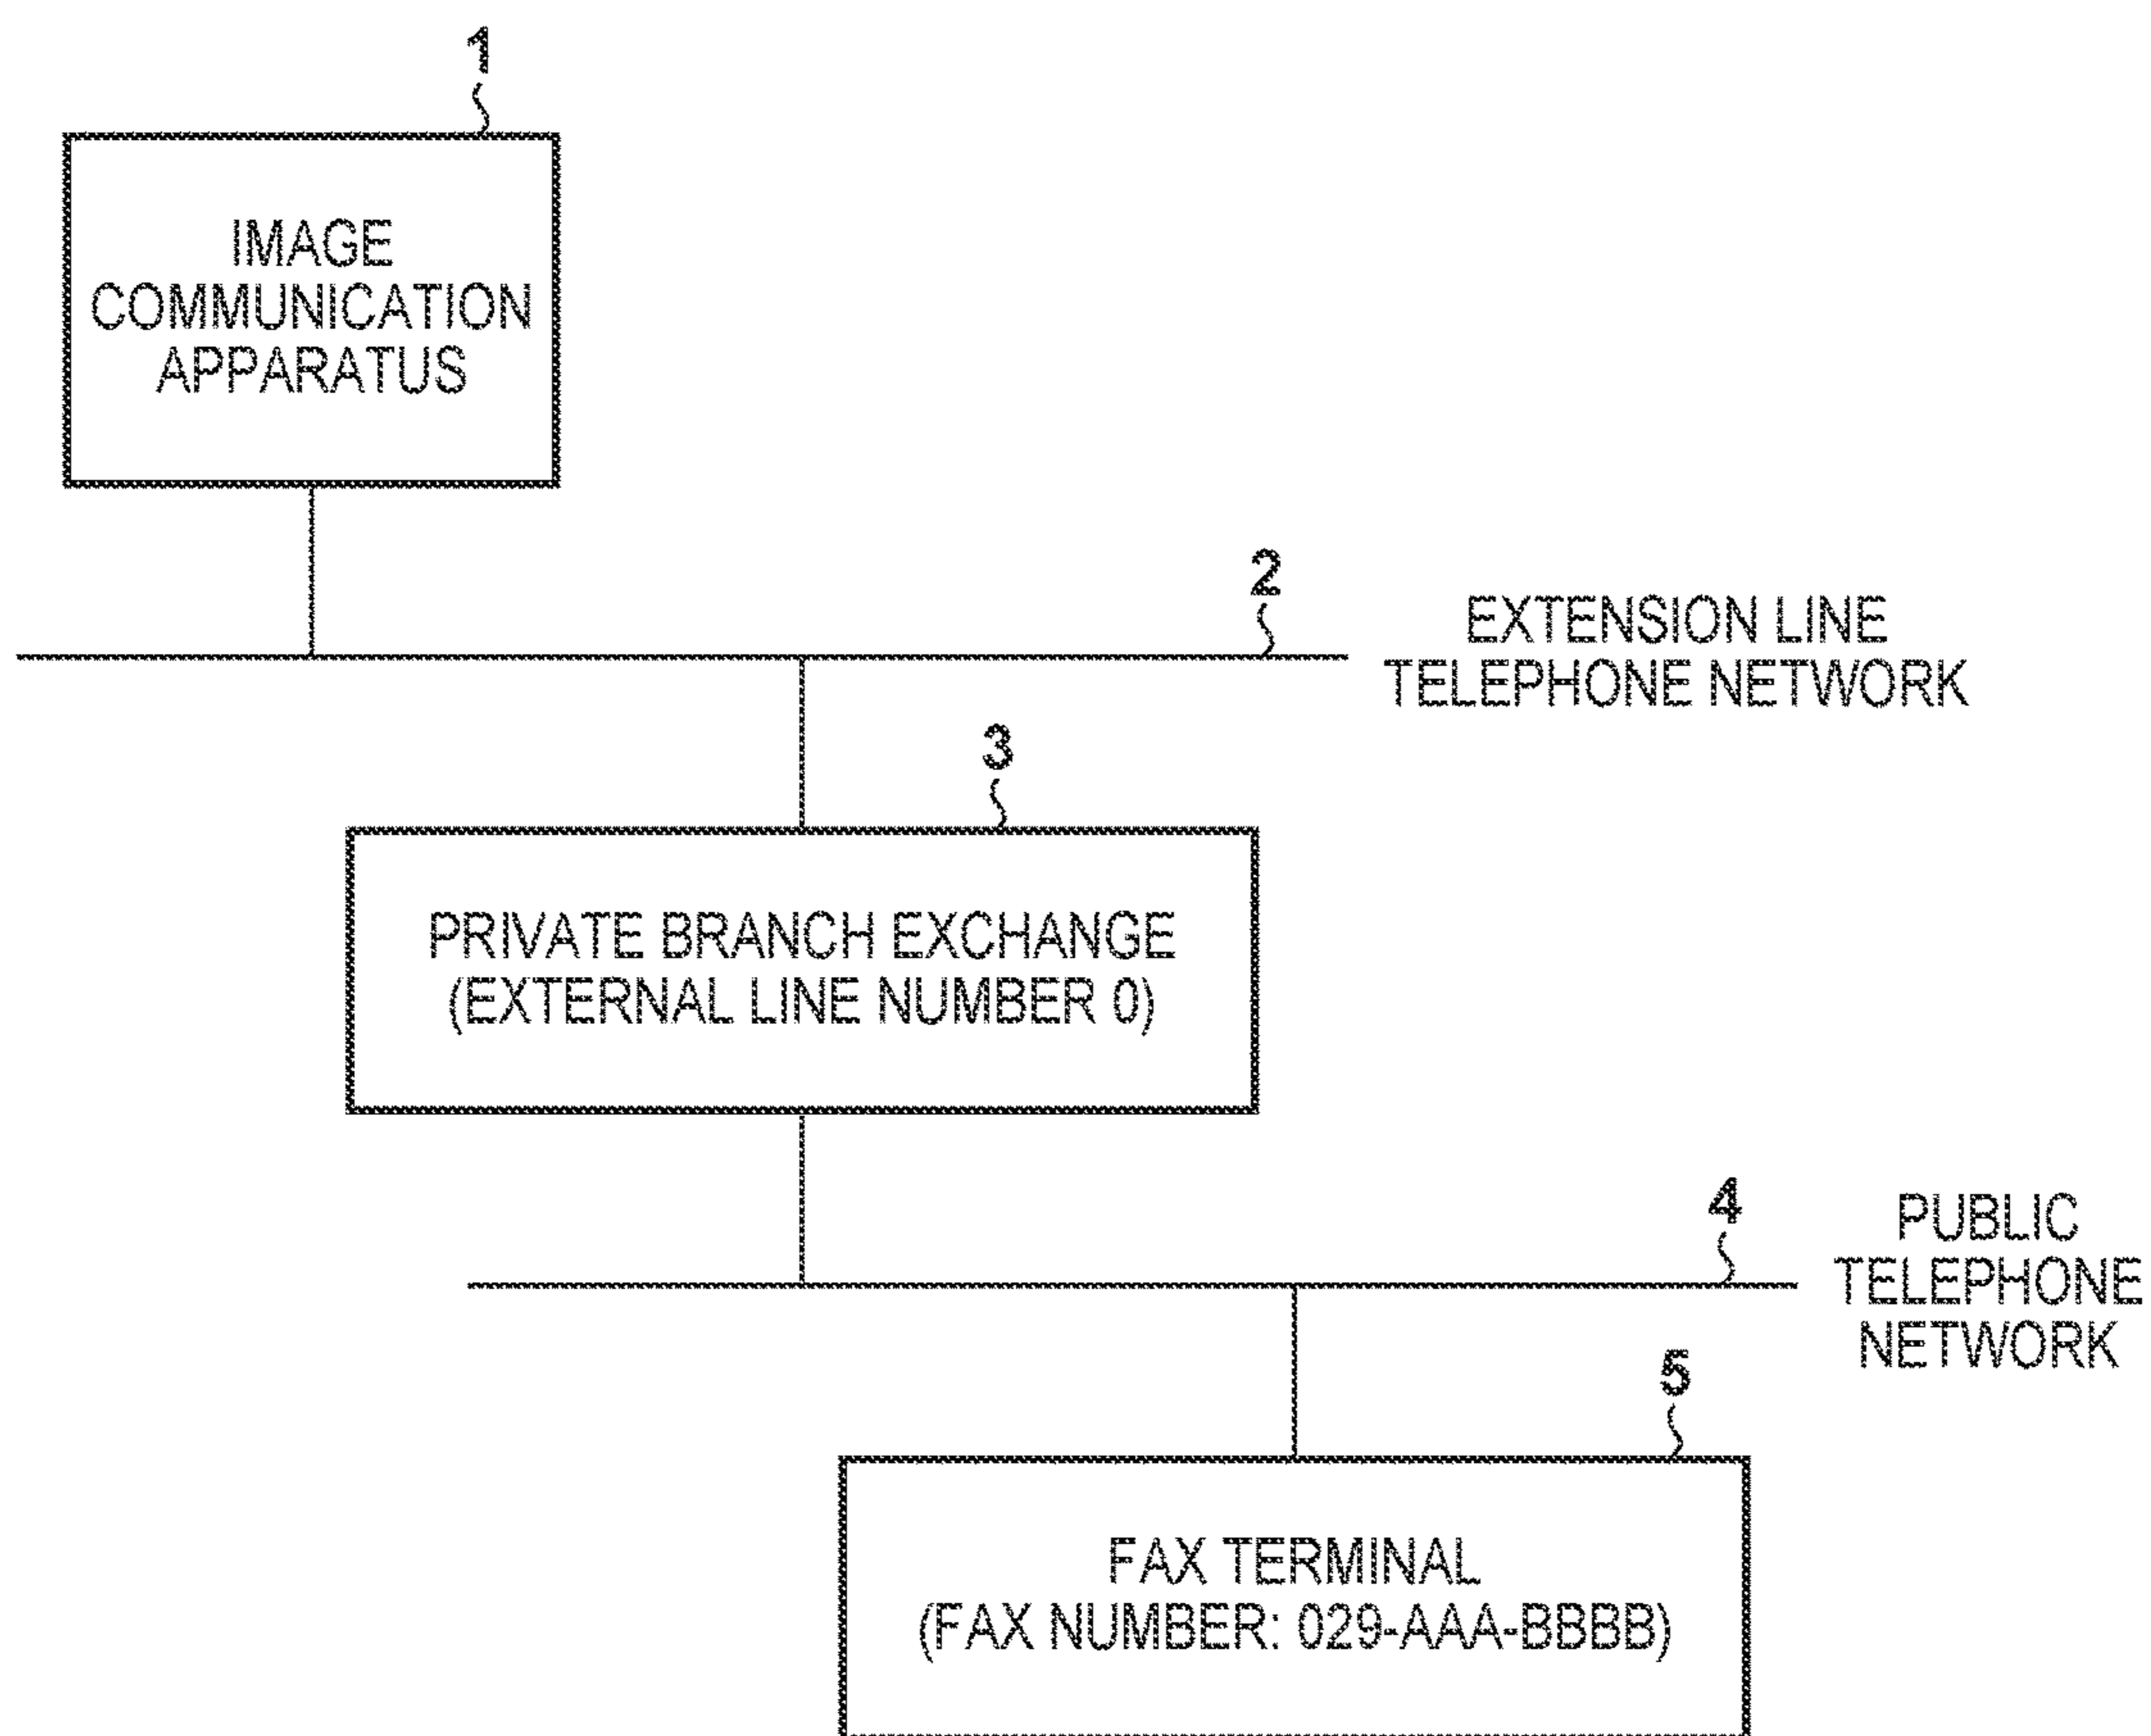 1
IMAGE
COMMUNICATION
APPARATUS
2
EXTENSION LINE
TELEPHONE NETWORK
3
PRIVATE BRANCH EXCHANGE
(EXTERNAL LINE NUMBER 0)
4
PUBLIC
TELEPHONE
NETWORK
5
FAX TERMINAL
(FAX NUMBER: 029-AAA-BBBB)